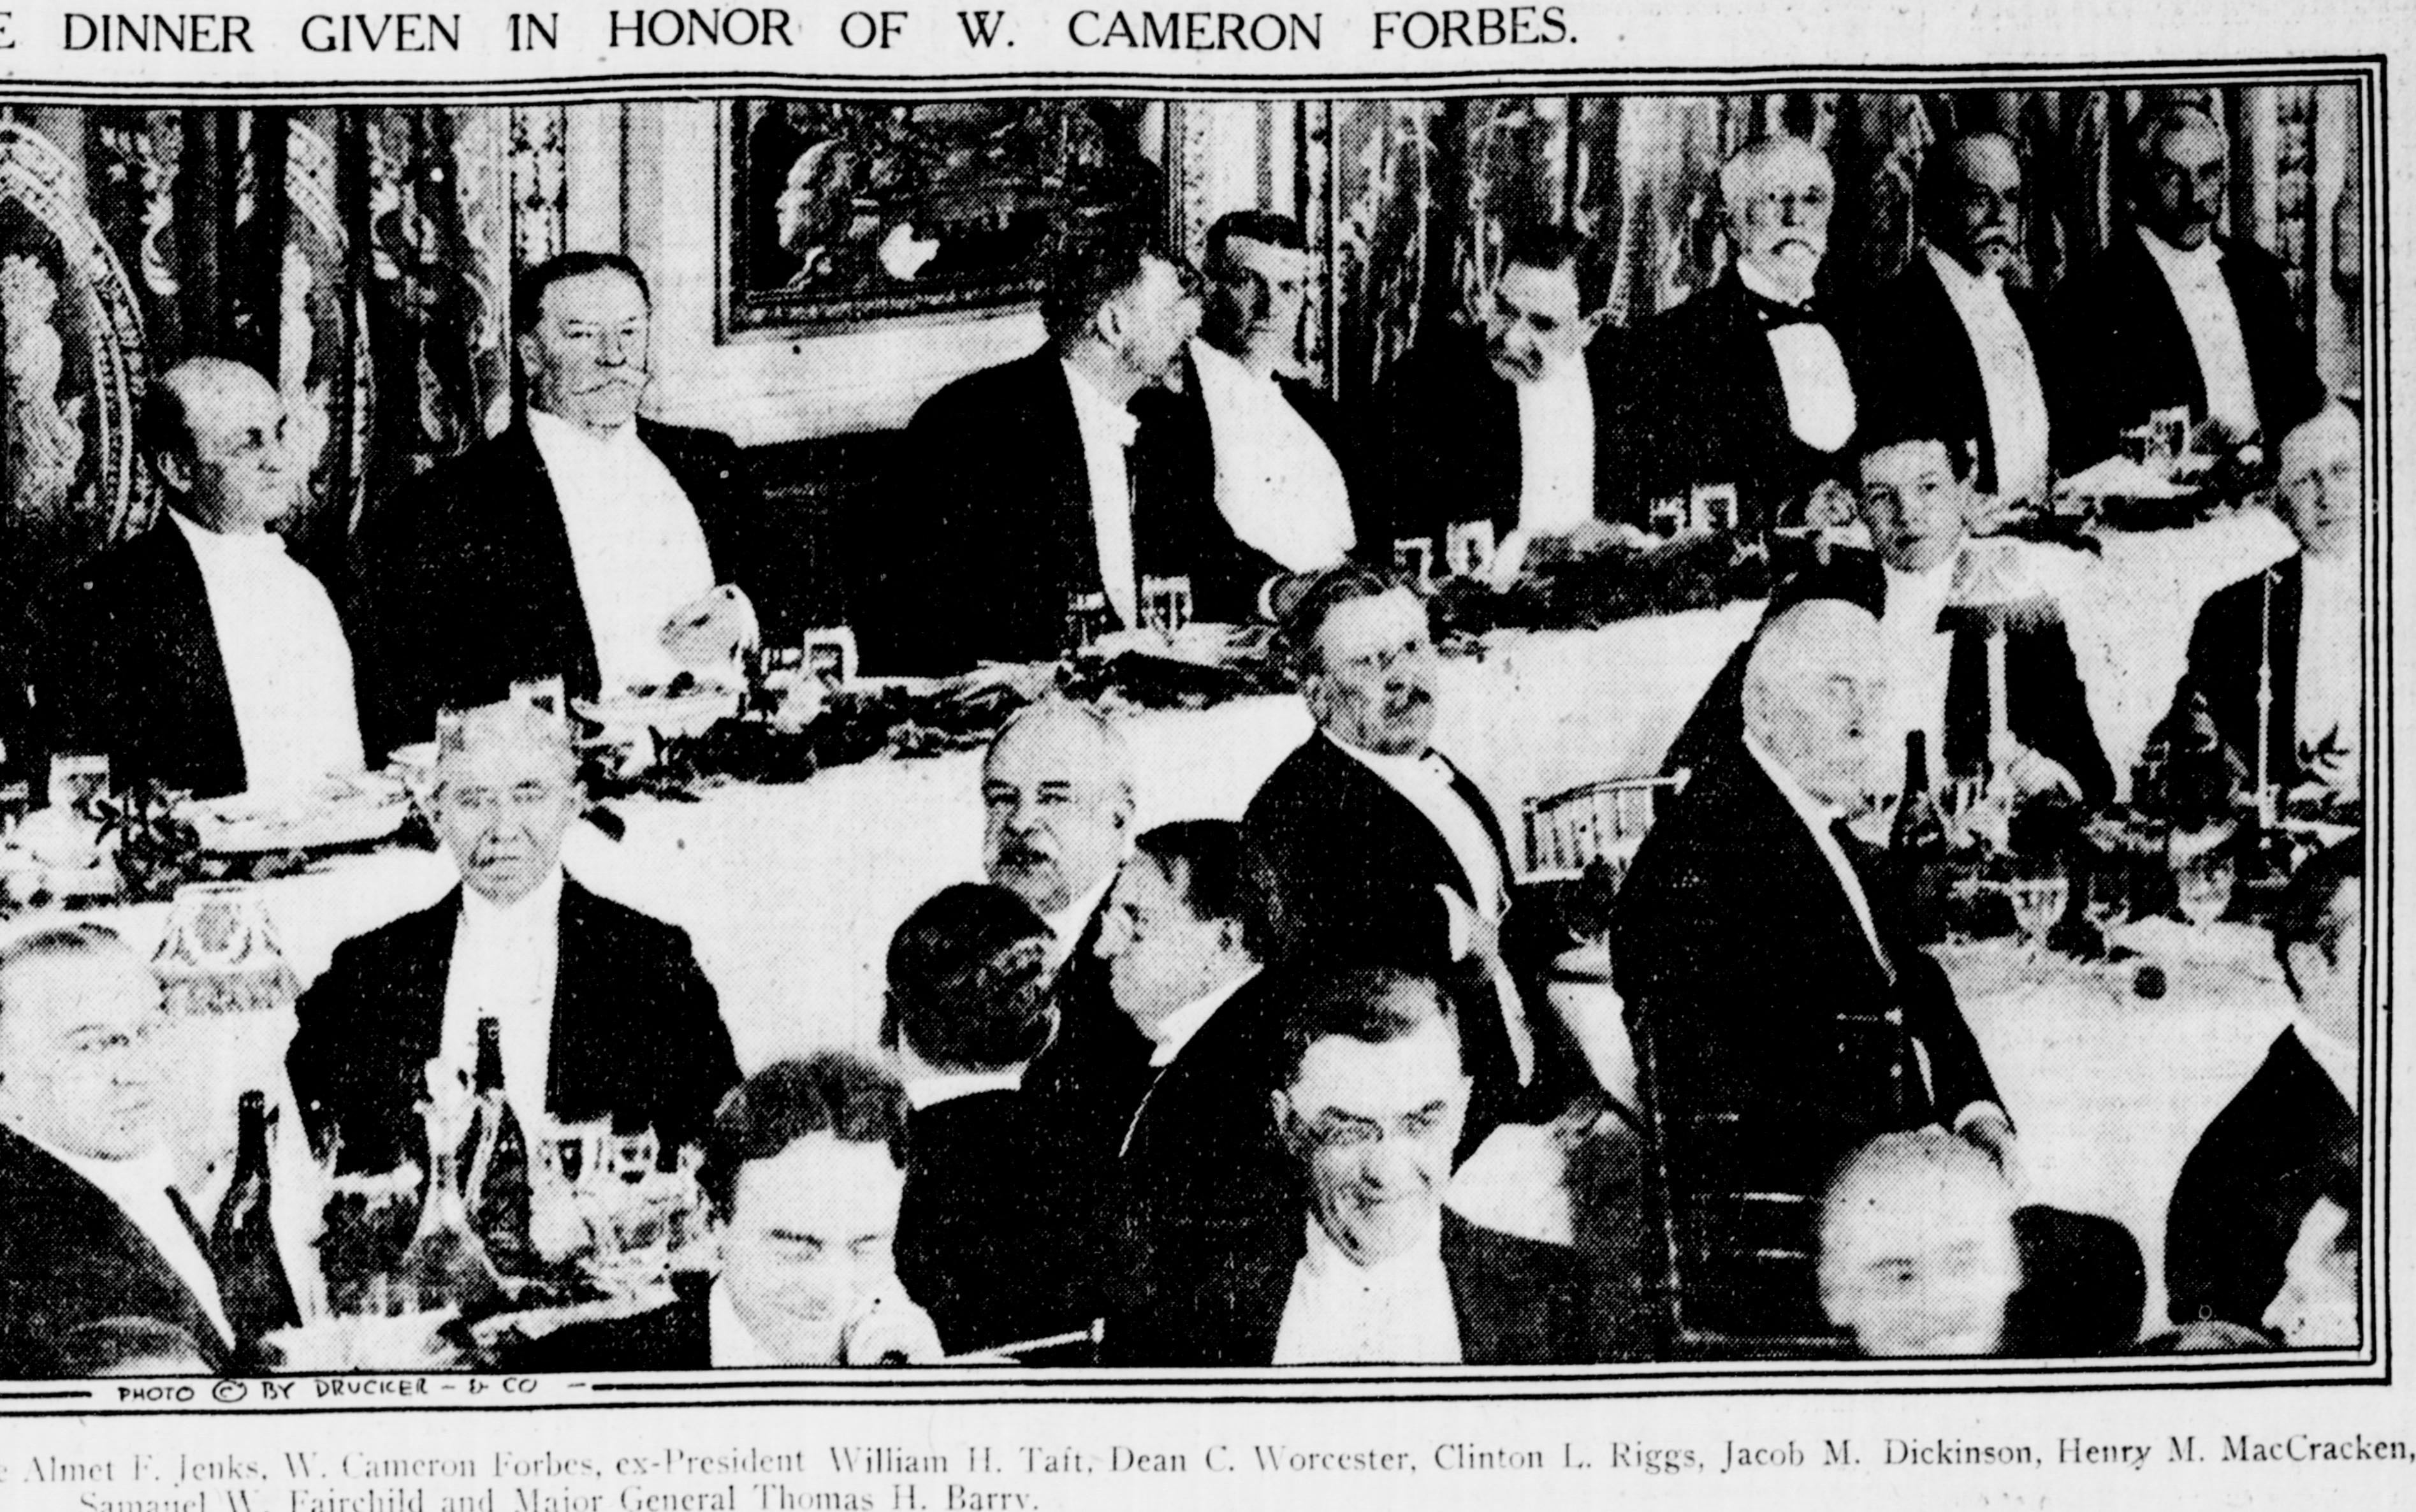 DINNER GIVEN IN HONOR OF W. CAMERON FORBES.
PHOTO © BY DRUCKER - & CO -
Almet F. Jenks, W. Cameron Forbes, ex-President William H. Taft, Dean C. Worcester, Clinton L. Riggs, Jacob M. Dickinson, Henry M. MacCracken,
Samauel W. Fairchild and Major General Thomas H. Barry.